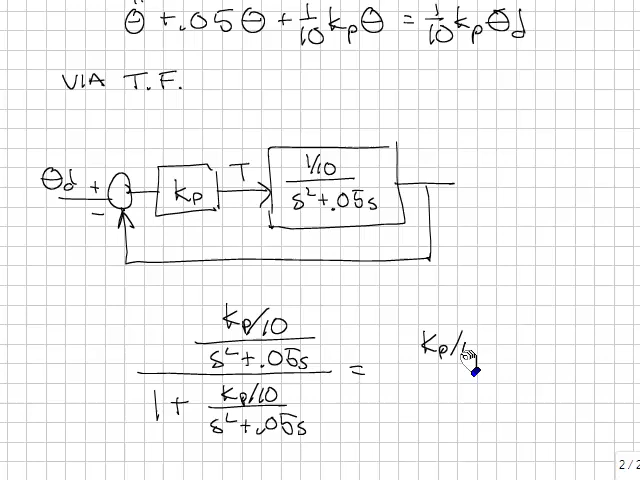 Θ̈ + .05Θ + 1/10 kpΘ = 1/10 kpΘd
VIA T.F.
Θd + − kp T 1/10 / s²+.05s
kp/10 / s²+.05s / 1 + kp/10 / s²+.05s = kp/1
2/2